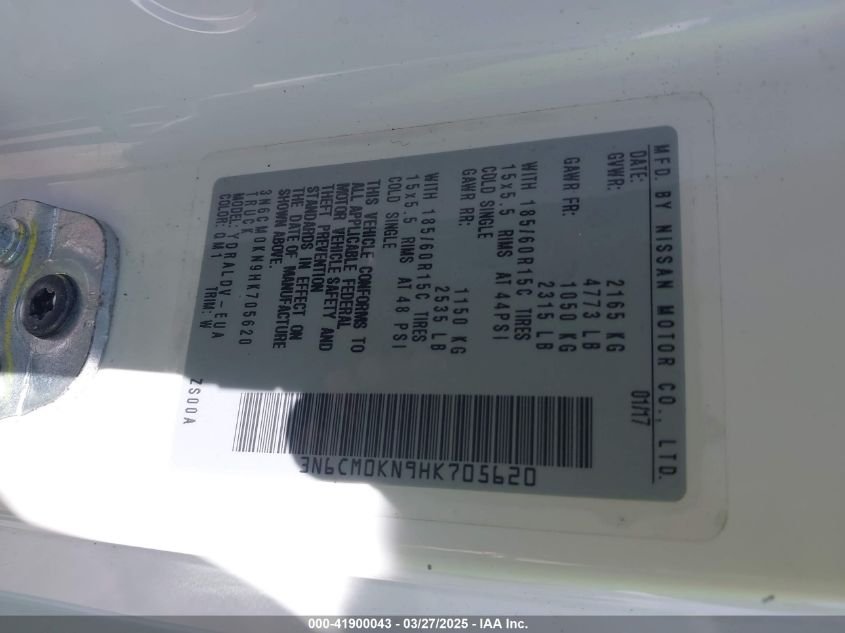 MFD. BY NISSAN MOTOR CO., LTD.
DATE: 01/17
GVWR: 2165 KG
4773 LB
GAWR FR: 1050 KG
2315 LB
WITH 185/60R15C TIRES
15x5.5 RIMS AT 44PSI
COLD SINGLE
GAWR RR: 1150 KG
2535 LB
WITH 185/60R15C TIRES
15x5.5 RIMS AT 48 PSI
COLD SINGLE
THIS VEHICLE CONFORMS TO
ALL APPLICABLE FEDERAL
MOTOR VEHICLE SAFETY AND
THEFT PREVENTION
STANDARDS IN EFFECT ON
THE DATE OF MANUFACTURE
SHOWN ABOVE.
3N6CM0KN9HK705620
TRUCK
MODEL: YDRALDV-EUA
COLOR: QM1 TRIM: W
ZS00A
3N6CM0KN9HK705620
000-41900043 — 03/27/2025 — IAA Inc.